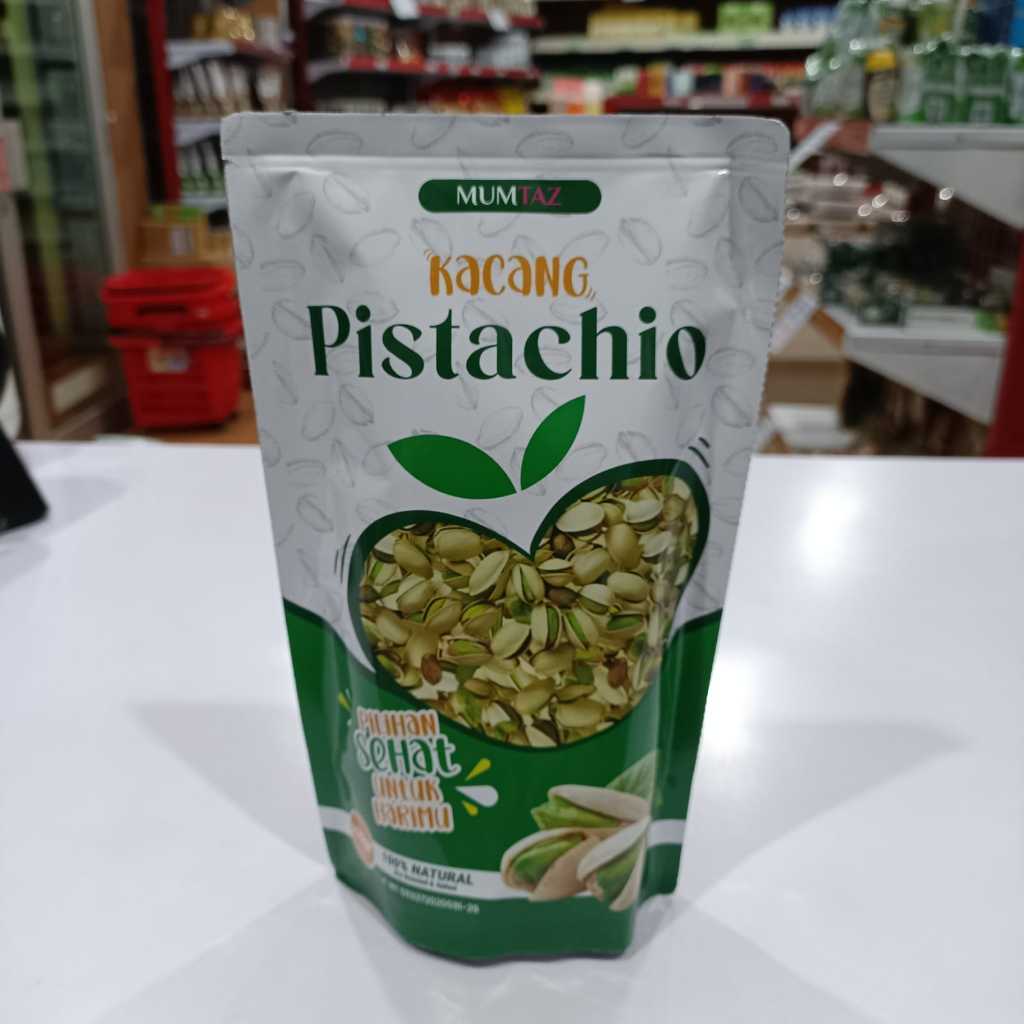 MUMTAZ
KACANG
Pistachio
PILIHAN
SEHAT
UNTUK
HARIMU
100% NATURAL